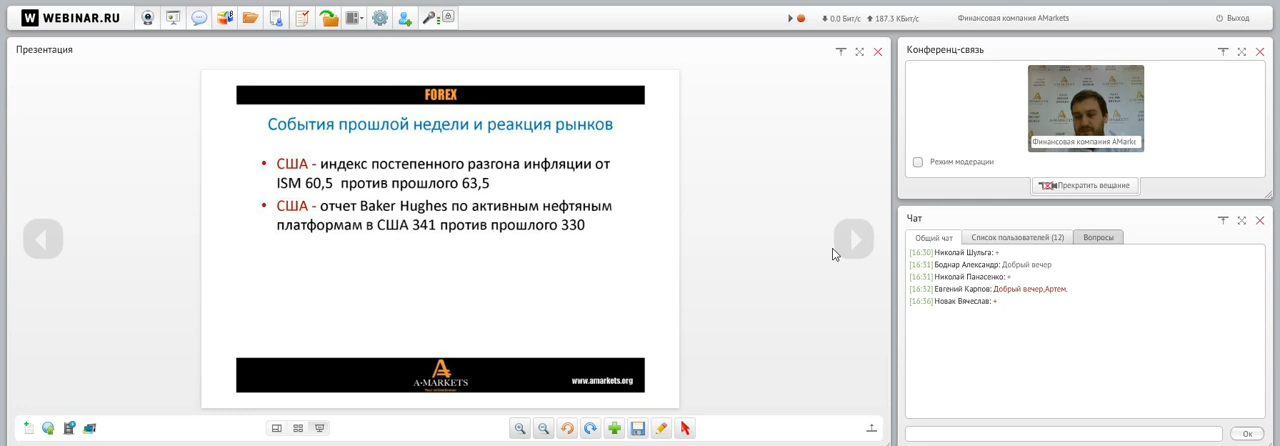 W WEBINAR.RU
0.0 Бит/с 187.3 КБит/с
Финансовая компания AMarkets
Выход
Презентация
FOREX
События прошлой недели и реакция рынков
• США - индекс постепенного разгона инфляции от
ISM 60,5 против прошлого 63,5
• США - отчет Baker Hughes по активным нефтяным
платформам в США 341 против прошлого 330
A-MARKETS
www.amarkets.org
Конференц-связь
Финансовая компания AMarke
Режим модерации
Прекратить вещание
Чат
Общий чат
Список пользователей (12)
Вопросы
[16:30] Николай Шульга: +
[16:31] Боднар Александр: Добрый вечер
[16:31] Николай Панасенко: +
[16:32] Евгений Карпов: Добрый вечер,Артем.
[16:36] Новак Вячеслав: +
Ок